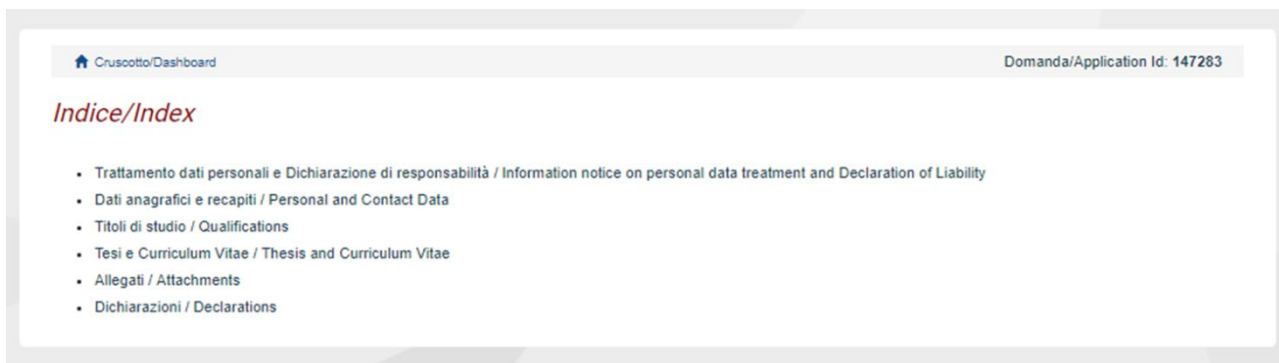 Cruscotto/Dashboard Domanda/Application Id: 147283
Indice/Index
• Trattamento dati personali e Dichiarazione di responsabilità / Information notice on personal data treatment and Declaration of Liability
• Dati anagrafici e recapiti / Personal and Contact Data
• Titoli di studio / Qualifications
• Tesi e Curriculum Vitae / Thesis and Curriculum Vitae
• Allegati / Attachments
• Dichiarazioni / Declarations